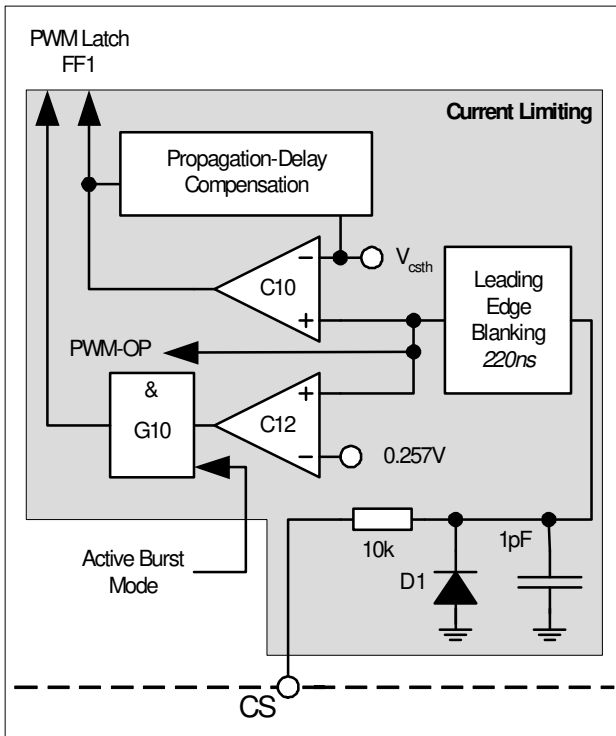 PWM Latch
FF1
Current Limiting
Propagation-Delay
Compensation
Vcsth
C10
Leading
Edge
Blanking
220ns
PWM-OP
&
G10
C12
0.257V
10k
1pF
D1
Active Burst
Mode
CS